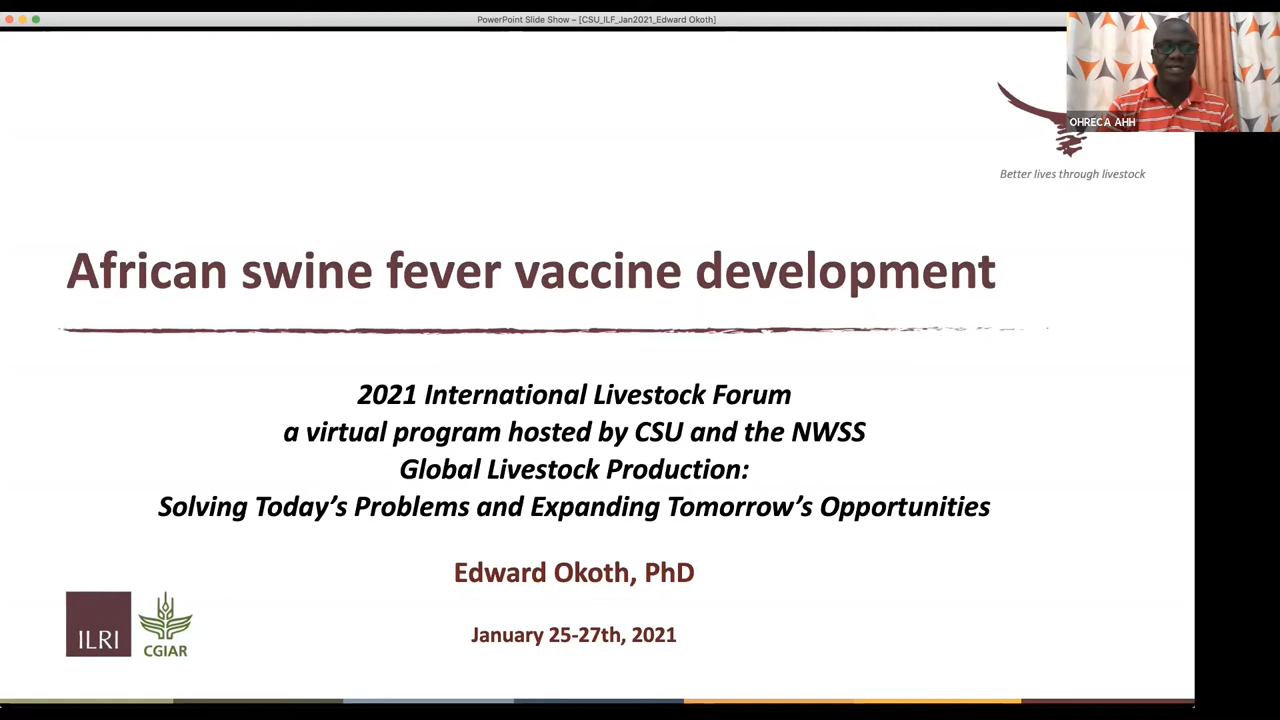 PowerPoint Slide Show – [CSU_ILF_Jan2021_Edward Okoth]
OHRECA AHH
Better lives through livestock
African swine fever vaccine development
2021 International Livestock Forum
a virtual program hosted by CSU and the NWSS
Global Livestock Production:
Solving Today's Problems and Expanding Tomorrow's Opportunities
Edward Okoth, PhD
January 25-27th, 2021
ILRI
CGIAR